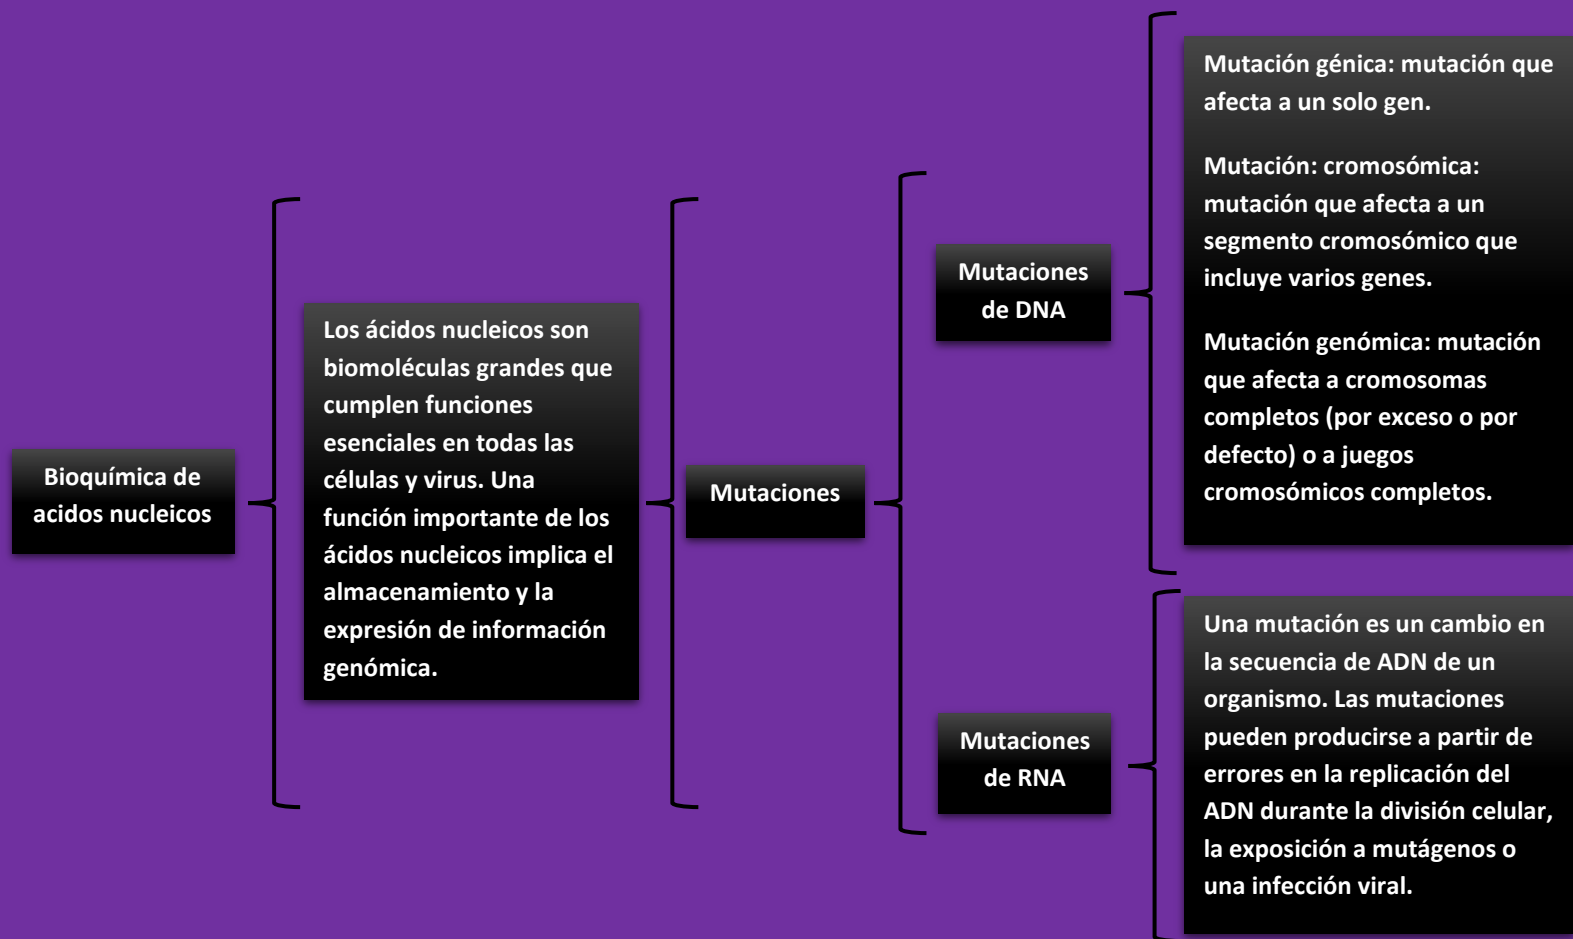 Bioquímica de
acidos nucleicos
Los ácidos nucleicos son
biomoléculas grandes que
cumplen funciones
esenciales en todas las
células y virus. Una
función importante de los
ácidos nucleicos implica el
almacenamiento y la
expresión de información
genómica.
Mutaciones
Mutaciones
de DNA
Mutación génica: mutación que
afecta a un solo gen.
Mutación: cromosómica:
mutación que afecta a un
segmento cromosómico que
incluye varios genes.
Mutación genómica: mutación
que afecta a cromosomas
completos (por exceso o por
defecto) o a juegos
cromosómicos completos.
Mutaciones
de RNA
Una mutación es un cambio en
la secuencia de ADN de un
organismo. Las mutaciones
pueden producirse a partir de
errores en la replicación del
ADN durante la división celular,
la exposición a mutágenos o
una infección viral.